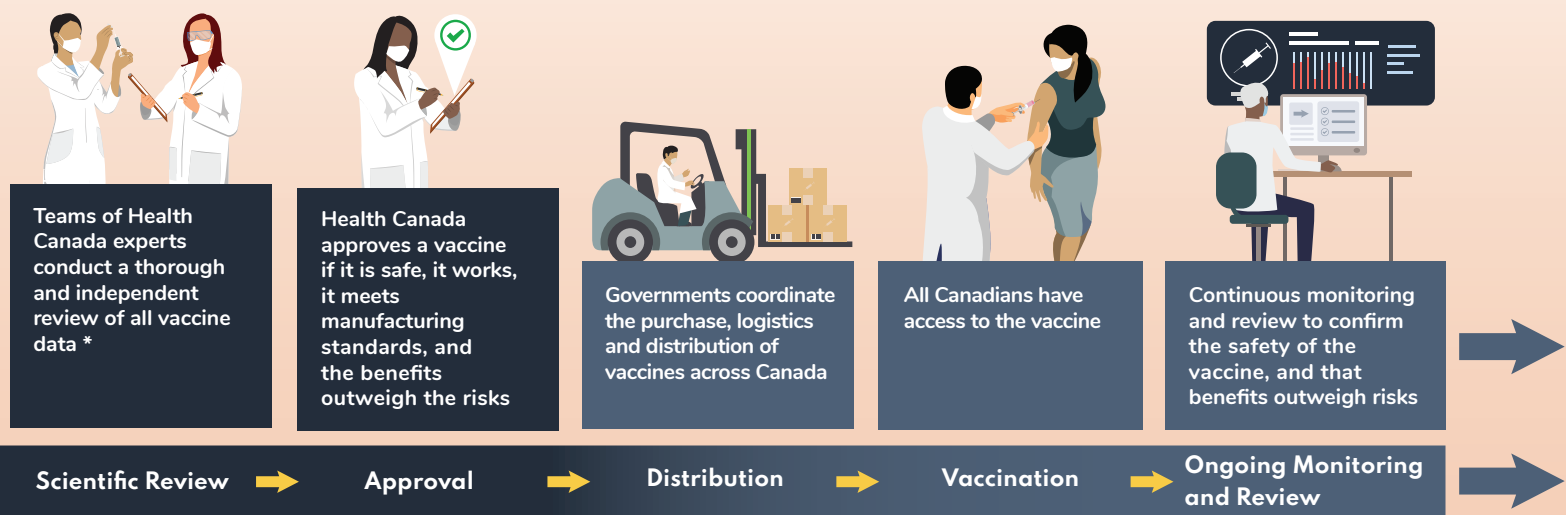 Teams of Health
Canada experts
conduct a thorough
and independent
review of all vaccine
data *
Health Canada
approves a vaccine
if it is safe, it works,
it meets
manufacturing
standards, and
the benefits
outweigh the risks
Governments coordinate
the purchase, logistics
and distribution of
vaccines across Canada
All Canadians have
access to the vaccine
Continuous monitoring
and review to confirm
the safety of the
vaccine, and that
benefits outweigh risks
Scientific Review
Approval
Distribution
Vaccination
Ongoing Monitoring
and Review